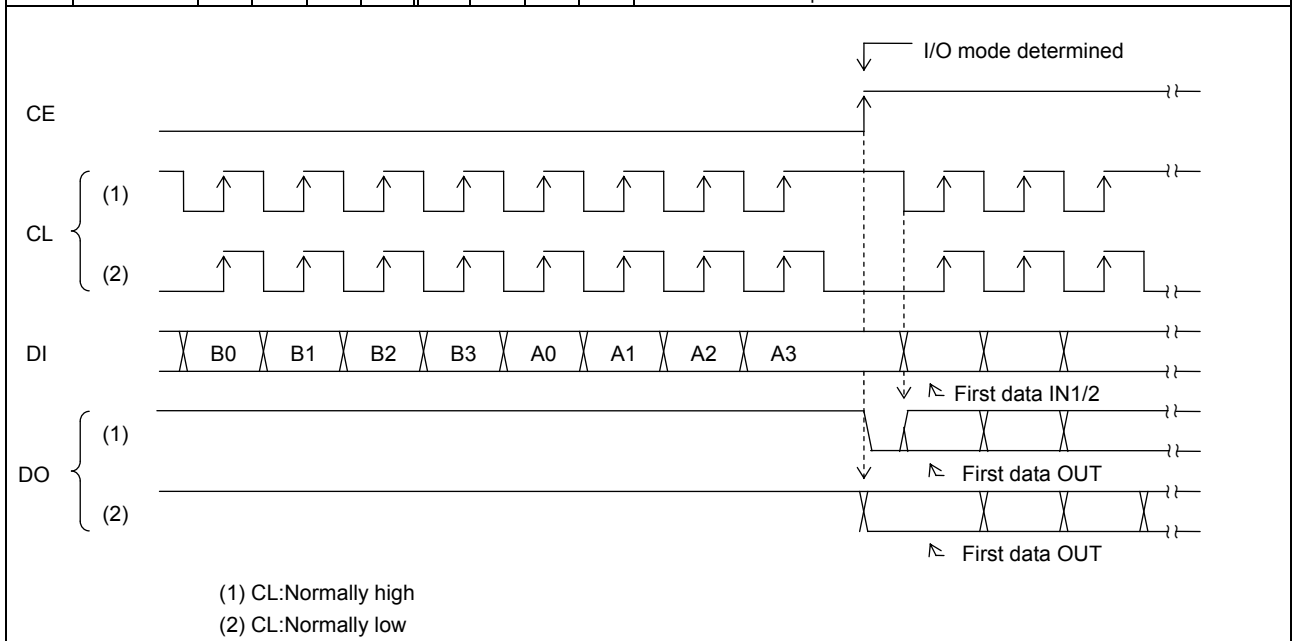 I/O mode determined
CE
(1)
CL
(2)
DI B0 B1 B2 B3 A0 A1 A2 A3
First data IN1/2
(1)
DO
First data OUT
(2)
First data OUT
(1) CL:Normally high
(2) CL:Normally low